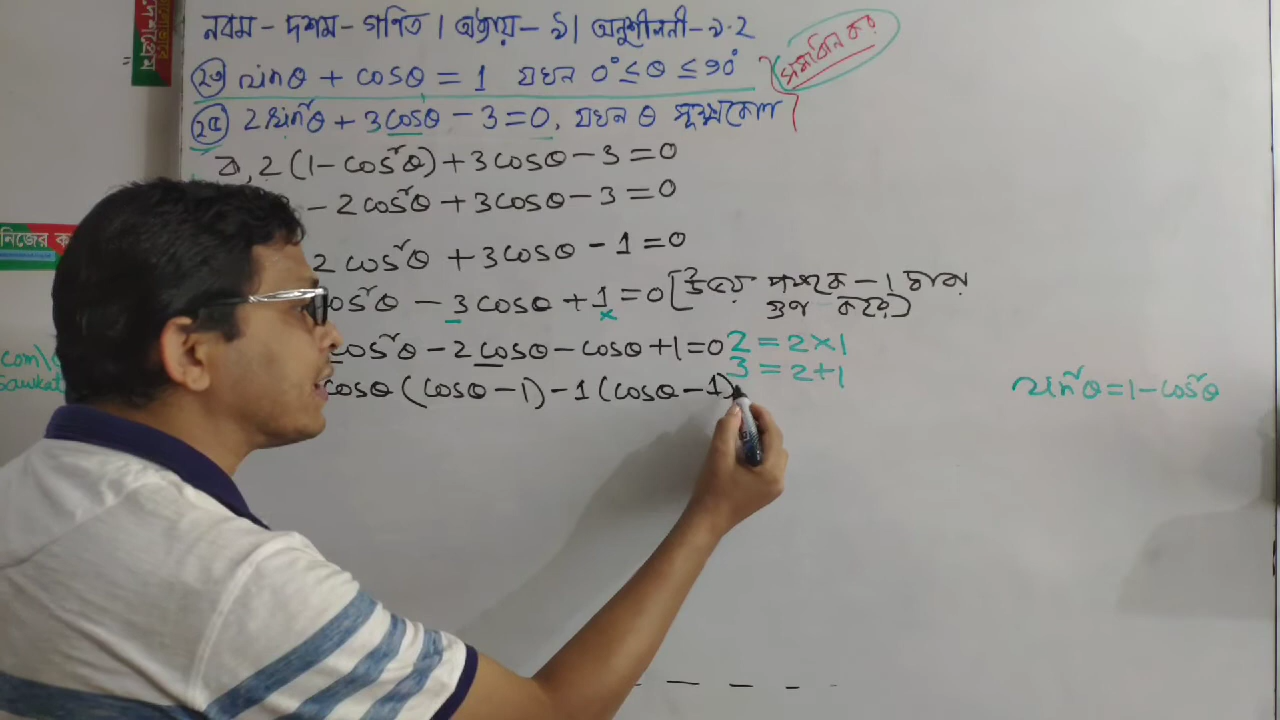 নবম - দশম - গণিত । অধ্যায় - ৯ । অনুশীলনী - ৯.২
২৩ sinθ + cosθ = 1 যখন 0° ≤ θ ≤ 90°
সমাধান কর
২৫ 2sin²θ + 3cosθ - 3 = 0, যখন θ সূক্ষ্মকোণ
বা, 2(1 - cos²θ) + 3cosθ - 3 = 0
- 2cos²θ + 3cosθ - 3 = 0
2cos²θ + 3cosθ - 1 = 0
cos²θ - 3cosθ + 1 = 0 [উভয় পক্ষকে -1 দ্বারা
গুণ করে]
cos²θ - 2cosθ - cosθ + 1 = 0
2 = 2×1
3 = 2+1
cosθ(cosθ - 1) - 1(cosθ - 1)
sin²θ = 1 - cos²θ
নিজের ক
com\